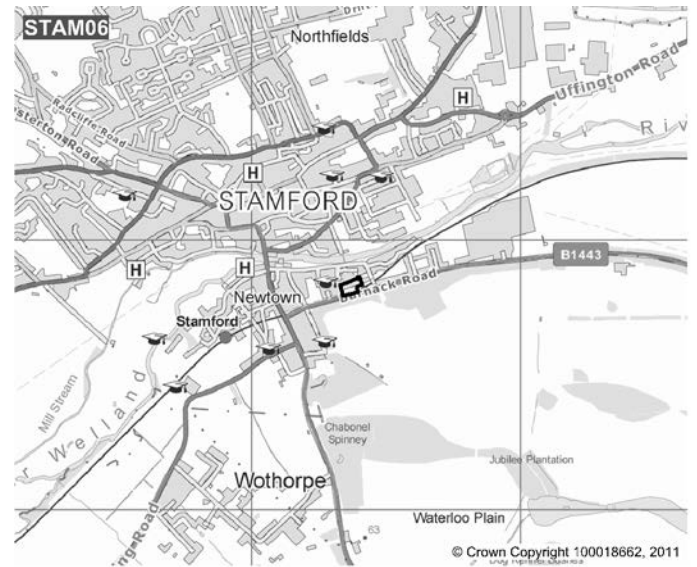 STAM06
Northfields
Radcliffe Road
Uffington Road
H
H
STAMFORD
H
H
B1443
Barnack Road
Newtown
Stamford
Mill Stream
Welland
Chabonel
Spinney
Jubilee Plantation
Wothorpe
Waterloo Plain
Road
63
© Crown Copyright 100018662, 2011